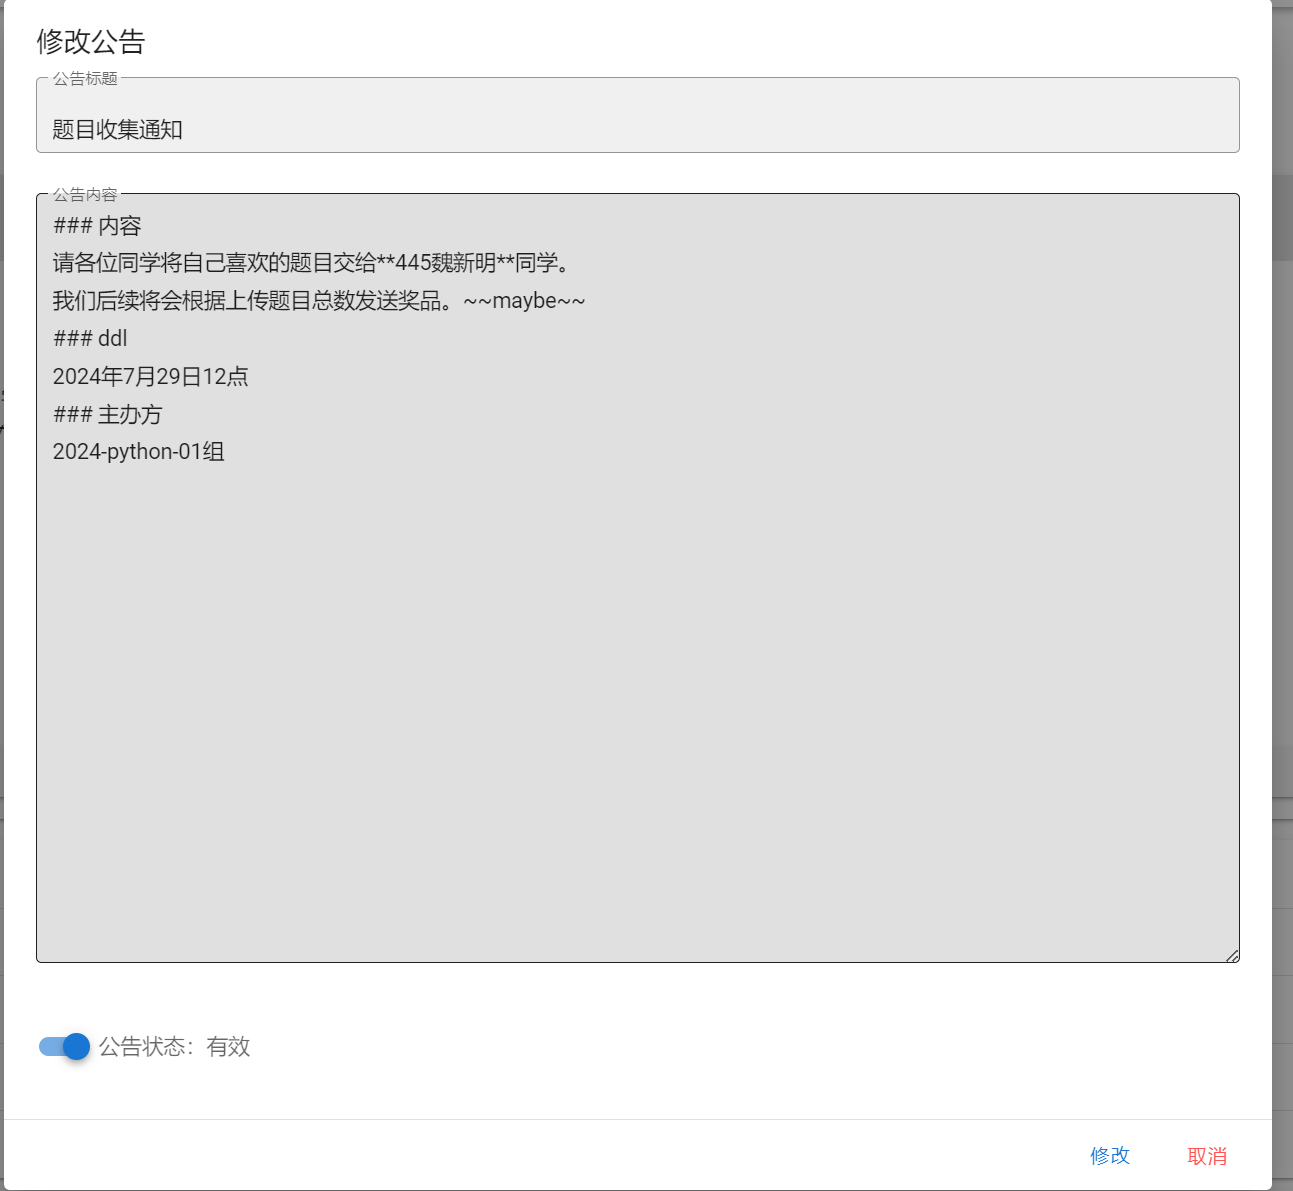 修改公告
公告标题
题目收集通知
公告内容
### 内容
请各位同学将自己喜欢的题目交给**445魏新明**同学。
我们后续将会根据上传题目总数发送奖品。~~maybe~~
### ddl
2024年7月29日12点
### 主办方
2024-python-01组
公告状态：有效
修改
取消